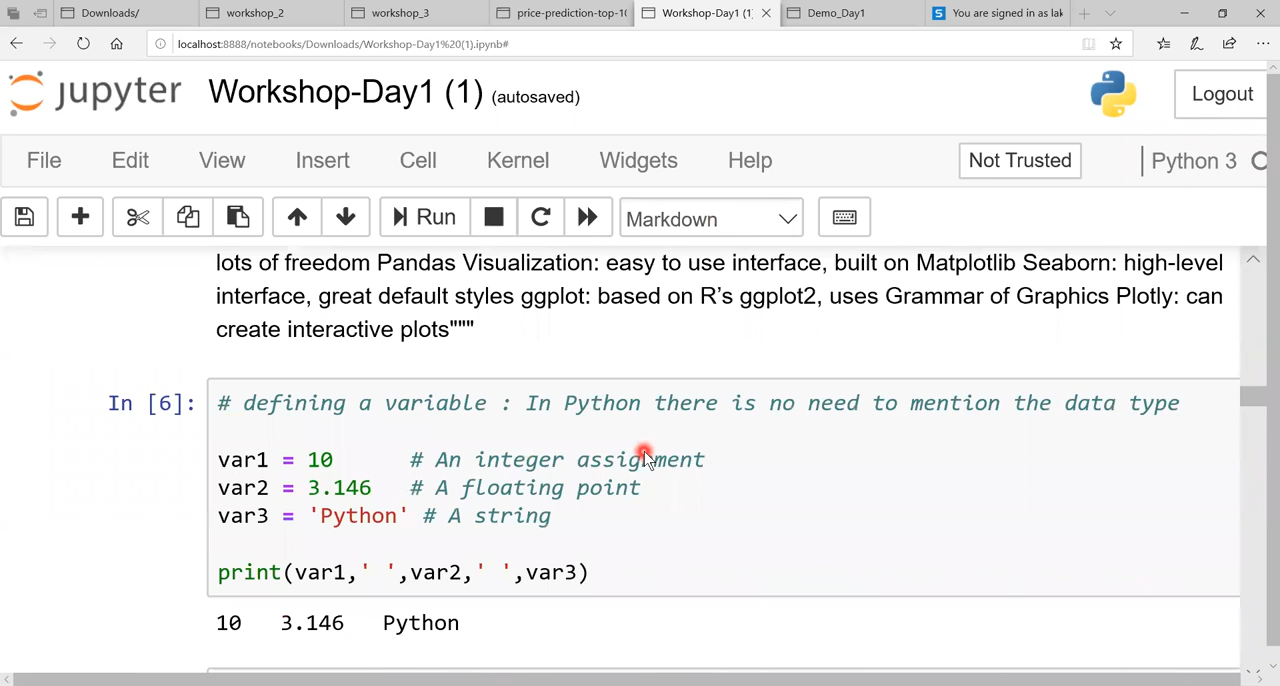 Downloads/
workshop_2
workshop_3
price-prediction-top-10
Workshop-Day1 (1)
Demo_Day1
S You are signed in as lak
localhost:8888/notebooks/Downloads/Workshop-Day1%20(1).ipynb#
jupyter Workshop-Day1 (1) (autosaved)
Logout
File Edit View Insert Cell Kernel Widgets Help
Not Trusted
Python 3
Run
Markdown
lots of freedom Pandas Visualization: easy to use interface, built on Matplotlib Seaborn: high-level
interface, great default styles ggplot: based on R’s ggplot2, uses Grammar of Graphics Plotly: can
create interactive plots"""
In [6]: # defining a variable : In Python there is no need to mention the data type
var1 = 10 # An integer assignment
var2 = 3.146 # A floating point
var3 = 'Python' # A string
print(var1,' ',var2,' ',var3)
10 3.146 Python